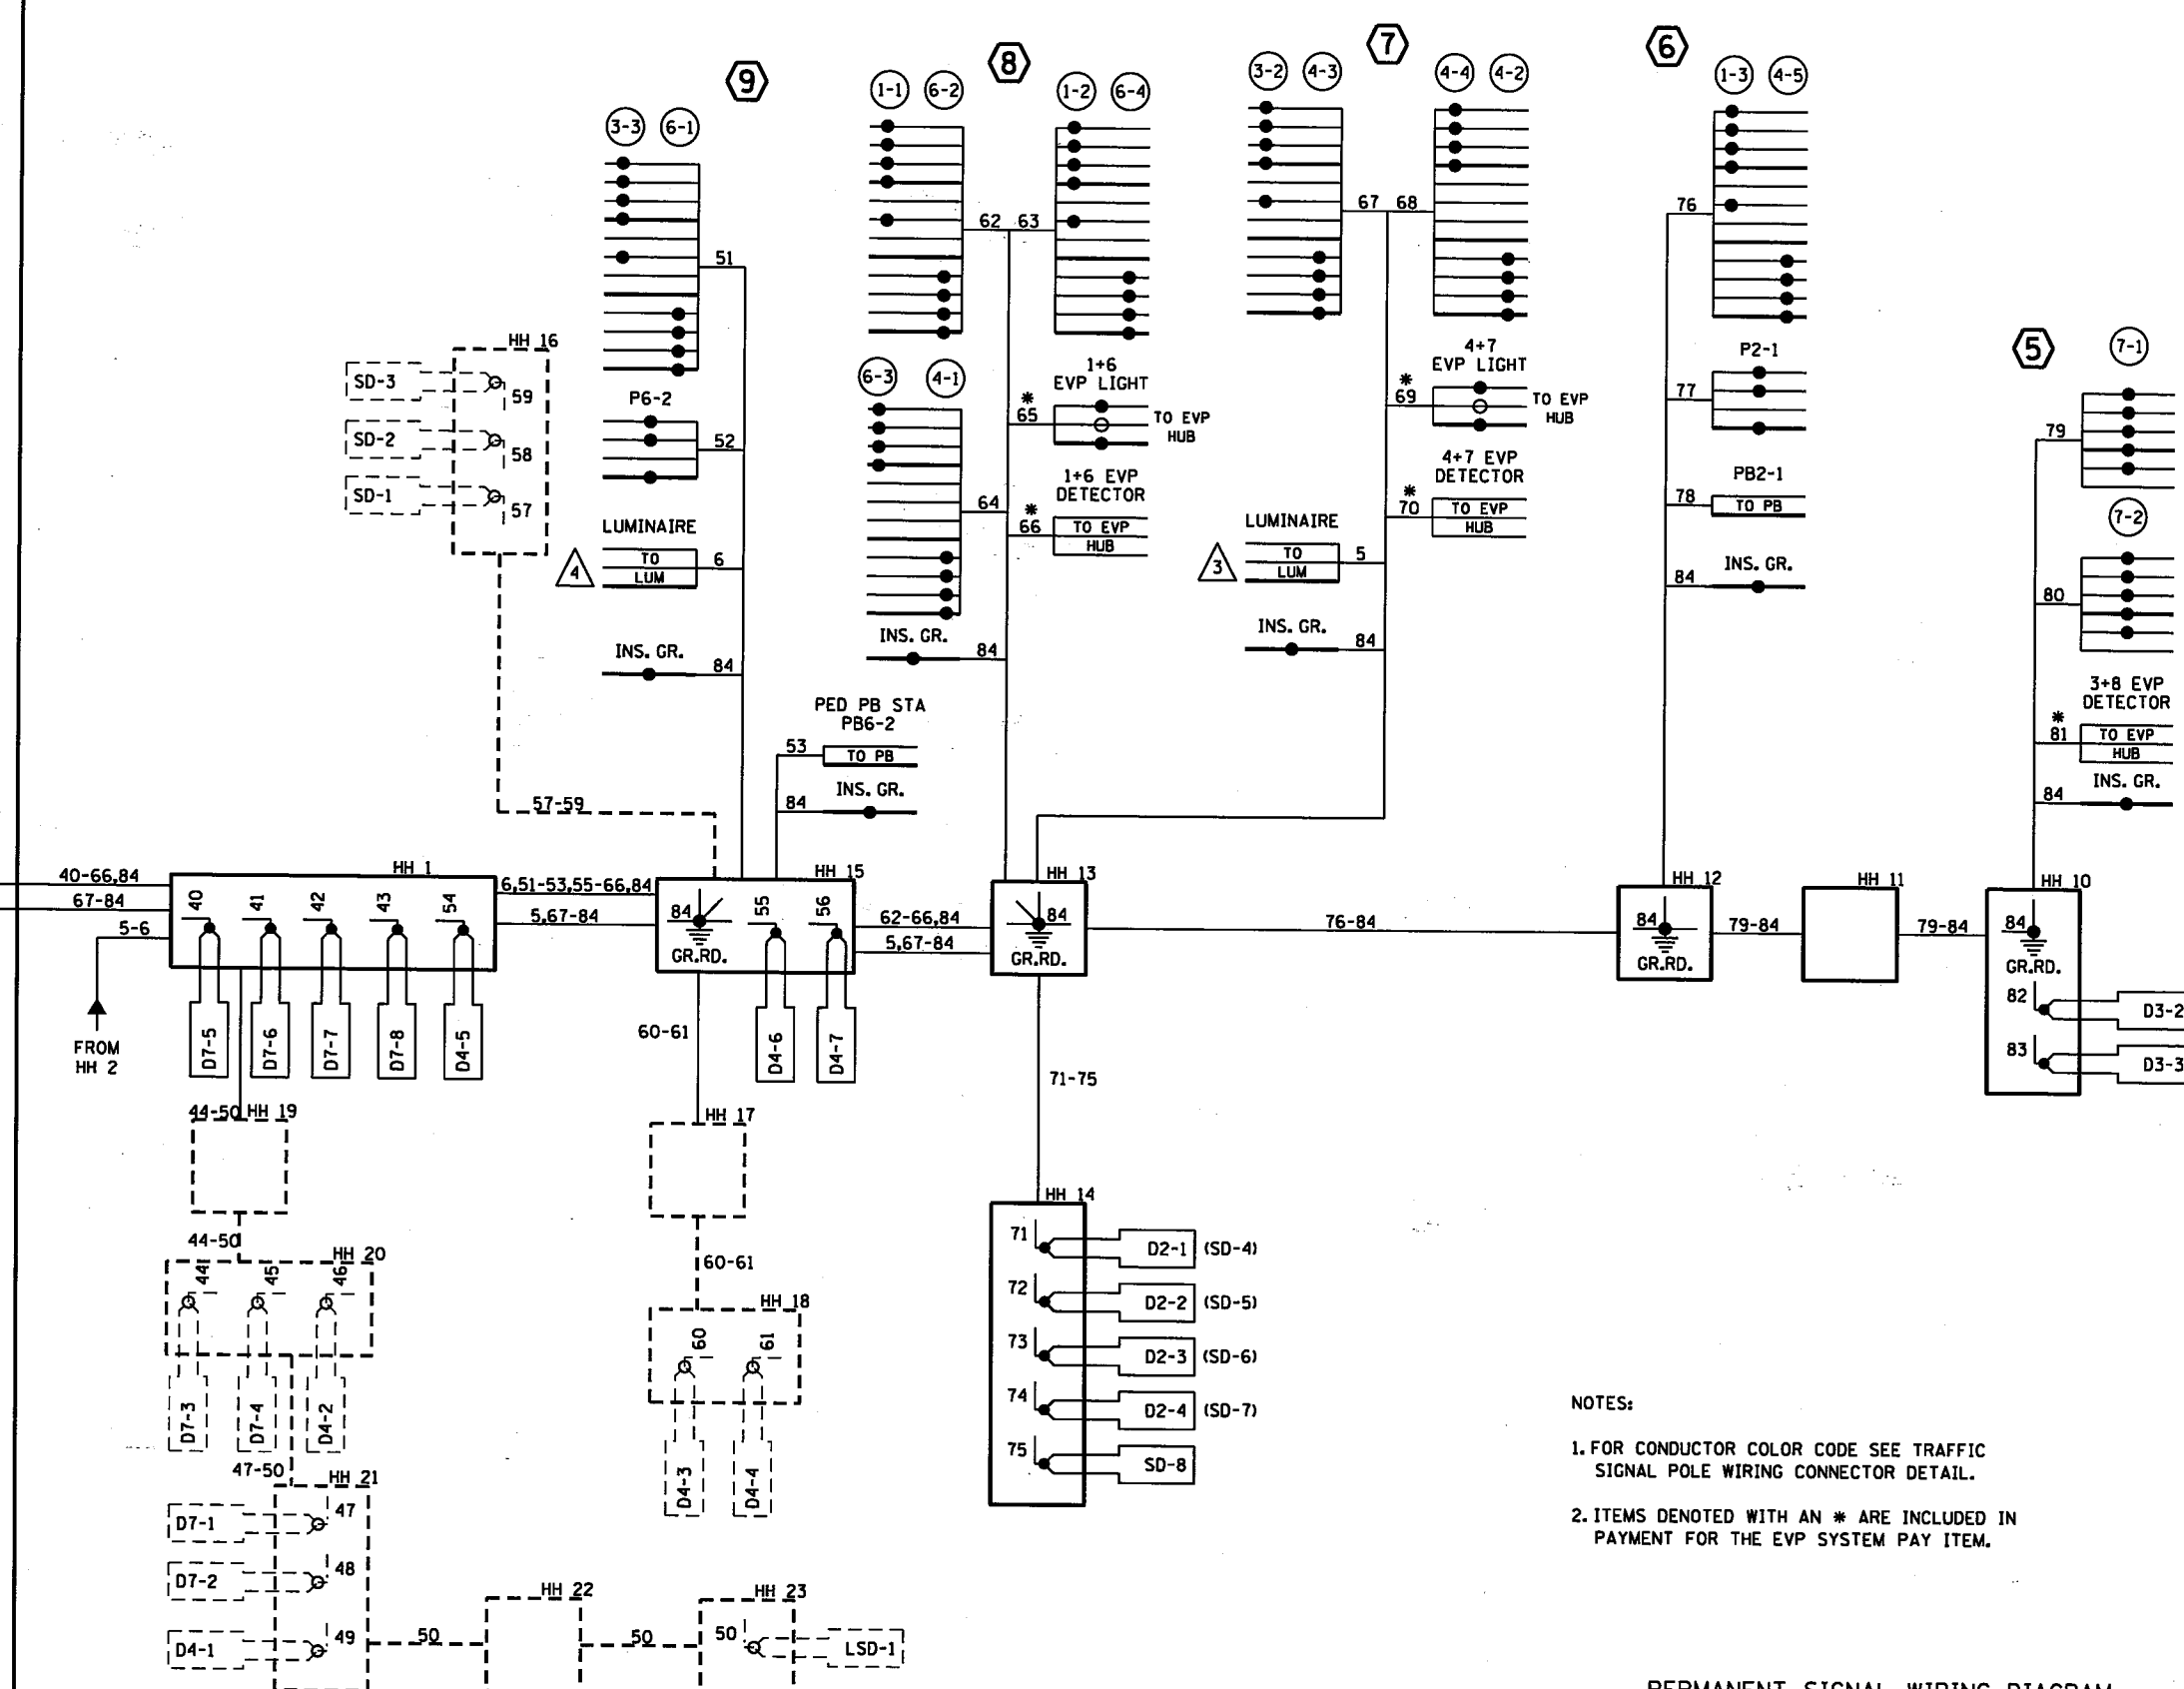 9
3-3 6-1
51
P6-2
52
LUMINAIRE
TO
LUM
6
4
INS. GR.
84
HH 16
SD-3
59
SD-2
58
SD-1
57
57-59
8
1-1 6-2
1-2 6-4
62 63
6-3 4-1
64
1+6
EVP LIGHT
*
65
TO EVP
HUB
1+6 EVP
DETECTOR
*
66
TO EVP
HUB
INS. GR.
84
PED PB STA
PB6-2
53
TO PB
INS. GR.
84
7
3-2 4-3
4-4 4-2
67 68
4+7
EVP LIGHT
*
69
TO EVP
HUB
4+7 EVP
DETECTOR
*
70
TO EVP
HUB
LUMINAIRE
TO
LUM
5
3
INS. GR.
84
6
1-3 4-5
76
P2-1
77
PB2-1
78
TO PB
INS. GR.
84
5
7-1
79
7-2
80
3+8 EVP
DETECTOR
*
81
TO EVP
HUB
INS. GR.
84
40-66,84
67-84
5-6
FROM
HH 2
HH 1
40
41
42
43
54
D7-5
D7-6
D7-7
D7-8
D4-5
6,51-53,55-66,84
5,67-84
HH 15
84
GR.RD.
55
56
D4-6
D4-7
62-66,84
5,67-84
HH 13
84
GR.RD.
76-84
HH 12
84
GR.RD.
79-84
HH 11
79-84
HH 10
84
GR.RD.
82
D3-2
83
D3-3
44-50
HH 19
44-50
HH 20
44
45
46
D7-3
D7-4
D4-2
47-50
HH 21
D7-1
47
D7-2
48
D4-1
49
50
HH 22
50
HH 23
50
LSD-1
60-61
HH 17
60-61
HH 18
60
61
D4-3
D4-4
71-75
HH 14
71
D2-1 (SD-4)
72
D2-2 (SD-5)
73
D2-3 (SD-6)
74
D2-4 (SD-7)
75
SD-8
NOTES:
1. FOR CONDUCTOR COLOR CODE SEE TRAFFIC
SIGNAL POLE WIRING CONNECTOR DETAIL.
2. ITEMS DENOTED WITH AN * ARE INCLUDED IN
PAYMENT FOR THE EVP SYSTEM PAY ITEM.
PERMANENT SIGNAL WIRING DIAGRAM